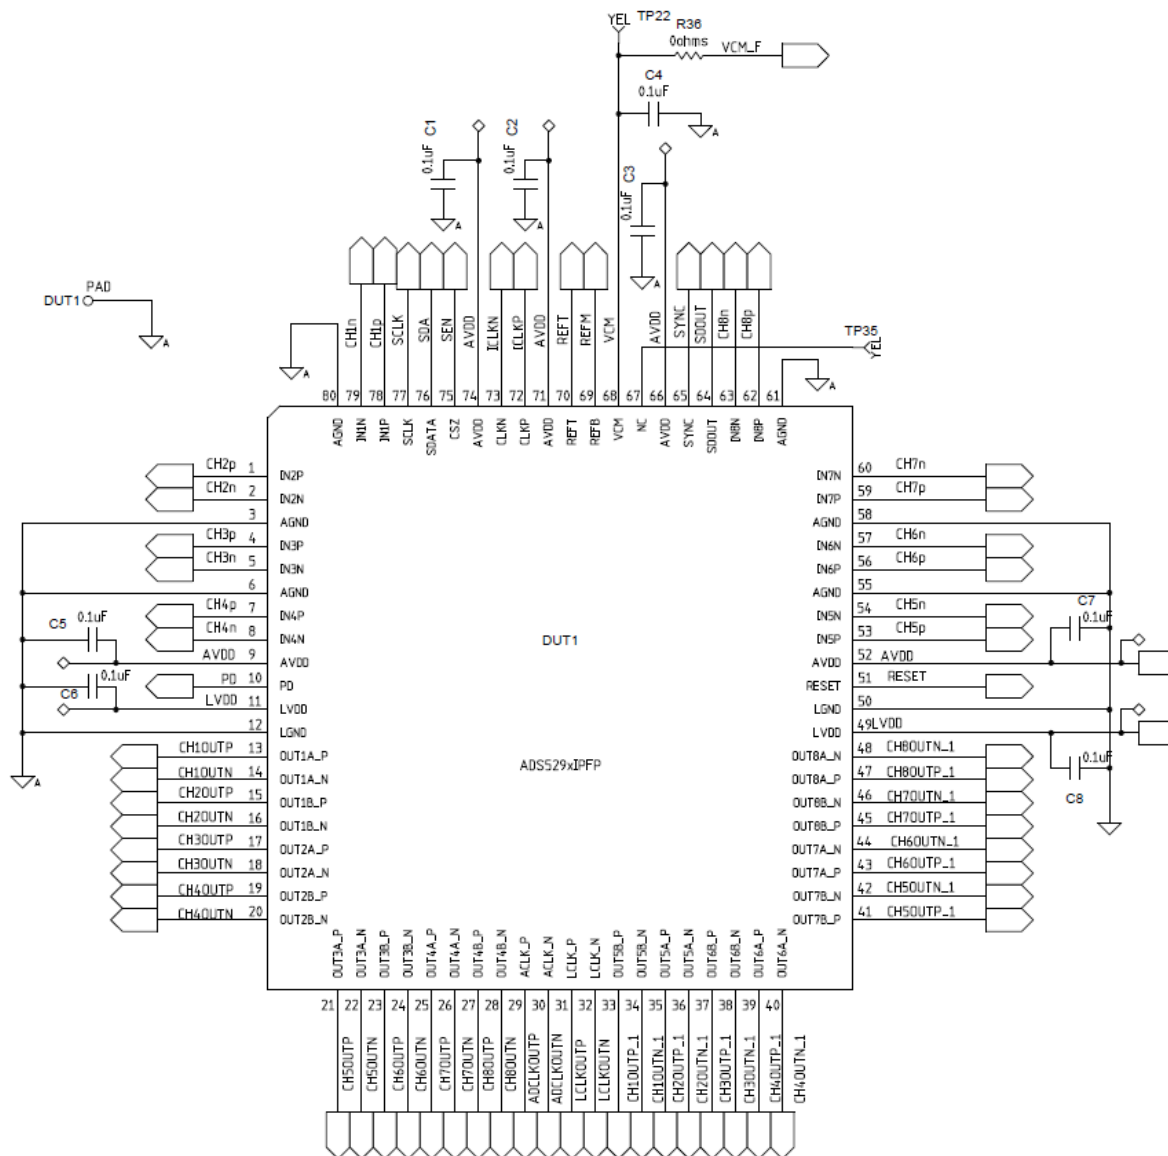 YEL TP22
R36
0ohms
VCM_F
C4
0.1uF
A
C1
0.1uF
A
C2
0.1uF
A
C3
0.1uF
A
PAD
DUT1
A
A
CH1n
CH1p
SCLK
SDA
SEN
AVDD
ICLKN
ICLKP
AVDD
REFT
REFM
VCM
AVDD
SYNC
SDOUT
CH8n
CH8p
TP35
YEL
A
80 79 78 77 76 75 74 73 72 71 70 69 68 67 66 65 64 63 62 61
AGND
IN1N
IN1P
SCLK
SDATA
CSZ
AVDD
CLKN
CLKP
AVDD
REFT
REFB
VCM
NC
AVDD
SYNC
SDOUT
IN8N
IN8P
AGND
CH2p 1 IN2P
CH2n 2 IN2N
3 AGND
CH3p 4 IN3P
CH3n 5 IN3N
6 AGND
CH4p 7 IN4P
C5 0.1uF
CH4n 8 IN4N
AVDD 9 AVDD
0.1uF
C6
PD 10 PD
LVDD 11 LVDD
12 LGND
A
CH1OUTP 13 OUT1A_P
CH1OUTN 14 OUT1A_N
CH2OUTP 15 OUT1B_P
CH2OUTN 16 OUT1B_N
CH3OUTP 17 OUT2A_P
CH3OUTN 18 OUT2A_N
CH4OUTP 19 OUT2B_P
CH4OUTN 20 OUT2B_N
DUT1
ADS529xIPFP
IN7N 60 CH7n
IN7P 59 CH7p
AGND 58
IN6N 57 CH6n
IN6P 56 CH6p
AGND 55
IN5N 54 CH5n
C7
0.1uF
IN5P 53 CH5p
AVDD 52 AVDD
RESET 51 RESET
LGND 50
LVDD 49 LVDD
OUT8A_N 48 CH8OUTN_1
0.1uF
C8
OUT8A_P 47 CH8OUTP_1
OUT8B_N 46 CH7OUTN_1
OUT8B_P 45 CH7OUTP_1
OUT7A_N 44 CH6OUTN_1
OUT7A_P 43 CH6OUTP_1
OUT7B_N 42 CH5OUTN_1
OUT7B_P 41 CH5OUTP_1
OUT3A_P
OUT3A_N
OUT3B_P
OUT3B_N
OUT4A_P
OUT4A_N
OUT4B_P
OUT4B_N
ACLK_P
ACLK_N
LCLK_P
LCLK_N
OUT5B_P
OUT5B_N
OUT5A_P
OUT5A_N
OUT6B_P
OUT6B_N
OUT6A_P
OUT6A_N
21 22 23 24 25 26 27 28 29 30 31 32 33 34 35 36 37 38 39 40
CH5OUTP
CH5OUTN
CH6OUTP
CH6OUTN
CH7OUTP
CH7OUTN
CH8OUTP
CH8OUTN
ADCLKOUTP
ADCLKOUTN
LCLKOUTP
LCLKOUTN
CH1OUTP_1
CH1OUTN_1
CH2OUTP_1
CH2OUTN_1
CH3OUTP_1
CH3OUTN_1
CH4OUTP_1
CH4OUTN_1